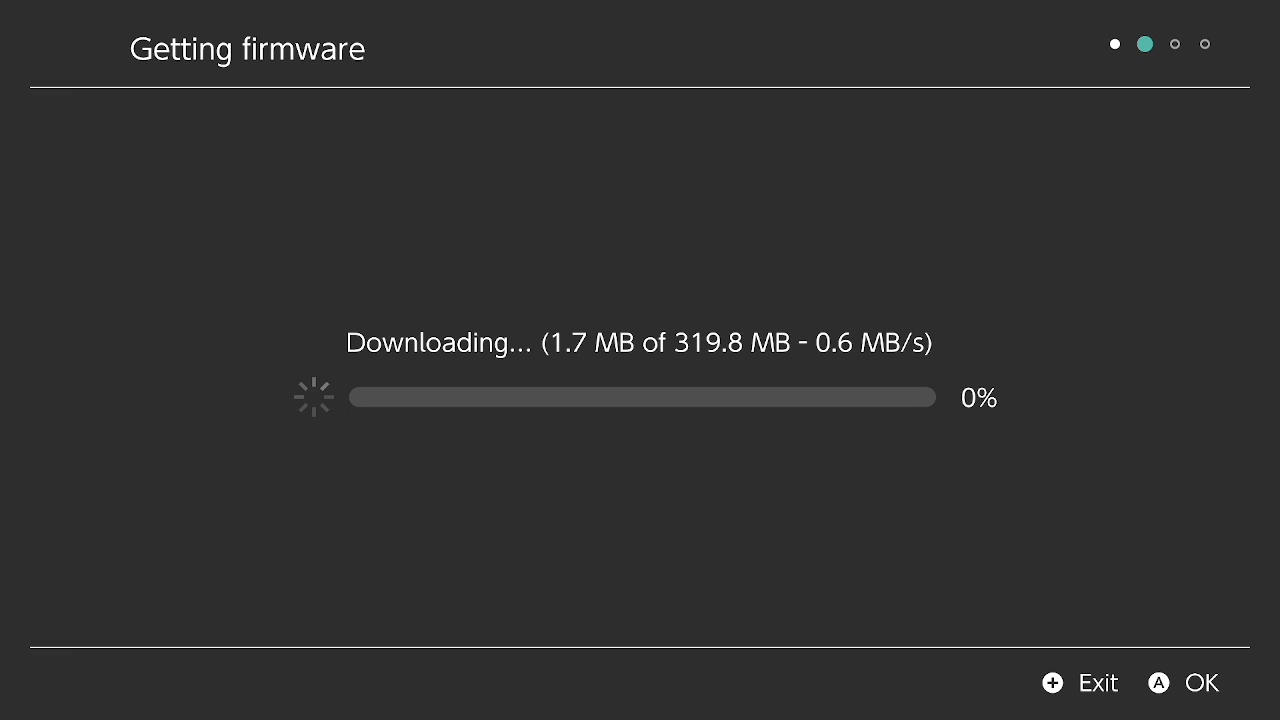 Getting firmware
Downloading... (1.7 MB of 319.8 MB - 0.6 MB/s)
0%
+ Exit A OK